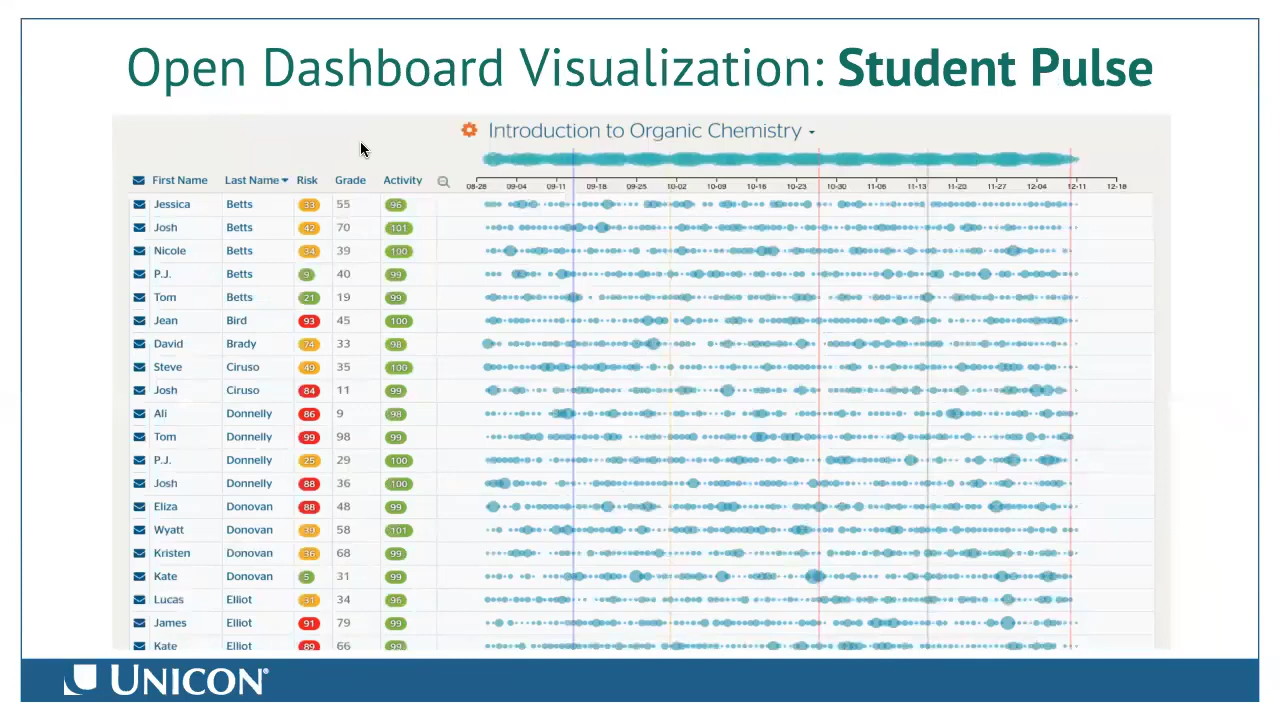 Open Dashboard Visualization: Student Pulse
Introduction to Organic Chemistry
First Name Last Name Risk Grade Activity
08-28 09-04 09-11 09-18 09-25 10-02 10-09 10-16 10-23 10-30 11-06 11-13 11-20 11-27 12-04 12-11 12-18
Jessica Betts 33 55 96
Josh Betts 42 70 101
Nicole Betts 34 39 100
P.J. Betts 9 40 99
Tom Betts 21 19 99
Jean Bird 93 45 100
David Brady 74 33 98
Steve Ciruso 49 35 100
Josh Ciruso 84 11 99
Ali Donnelly 86 9 98
Tom Donnelly 99 98 99
P.J. Donnelly 25 29 100
Josh Donnelly 88 36 100
Eliza Donovan 88 48 99
Wyatt Donovan 39 58 101
Kristen Donovan 36 68 99
Kate Donovan 5 31 99
Lucas Elliot 31 34 96
James Elliot 91 79 99
Kate Elliot 89 66 99
UNICON®